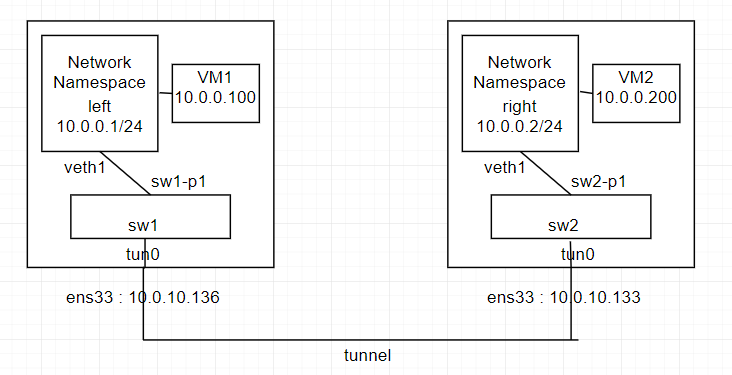 Network
Namespace
left
10.0.0.1/24
VM1
10.0.0.100
veth1
sw1-p1
sw1
tun0
ens33 : 10.0.10.136
Network
Namespace
right
10.0.0.2/24
VM2
10.0.0.200
veth1
sw2-p1
sw2
tun0
ens33 : 10.0.10.133
tunnel